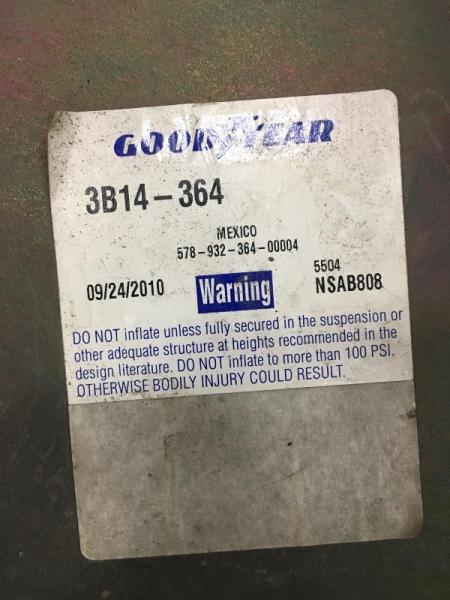 GOODYEAR
3B14-364
MEXICO
578-932-364-00004
5504
09/24/2010 Warning NSAB808
DO NOT inflate unless fully secured in the suspension or
other adequate structure at heights recommended in the
design literature. DO NOT inflate to more than 100 PSI.
OTHERWISE BODILY INJURY COULD RESULT.